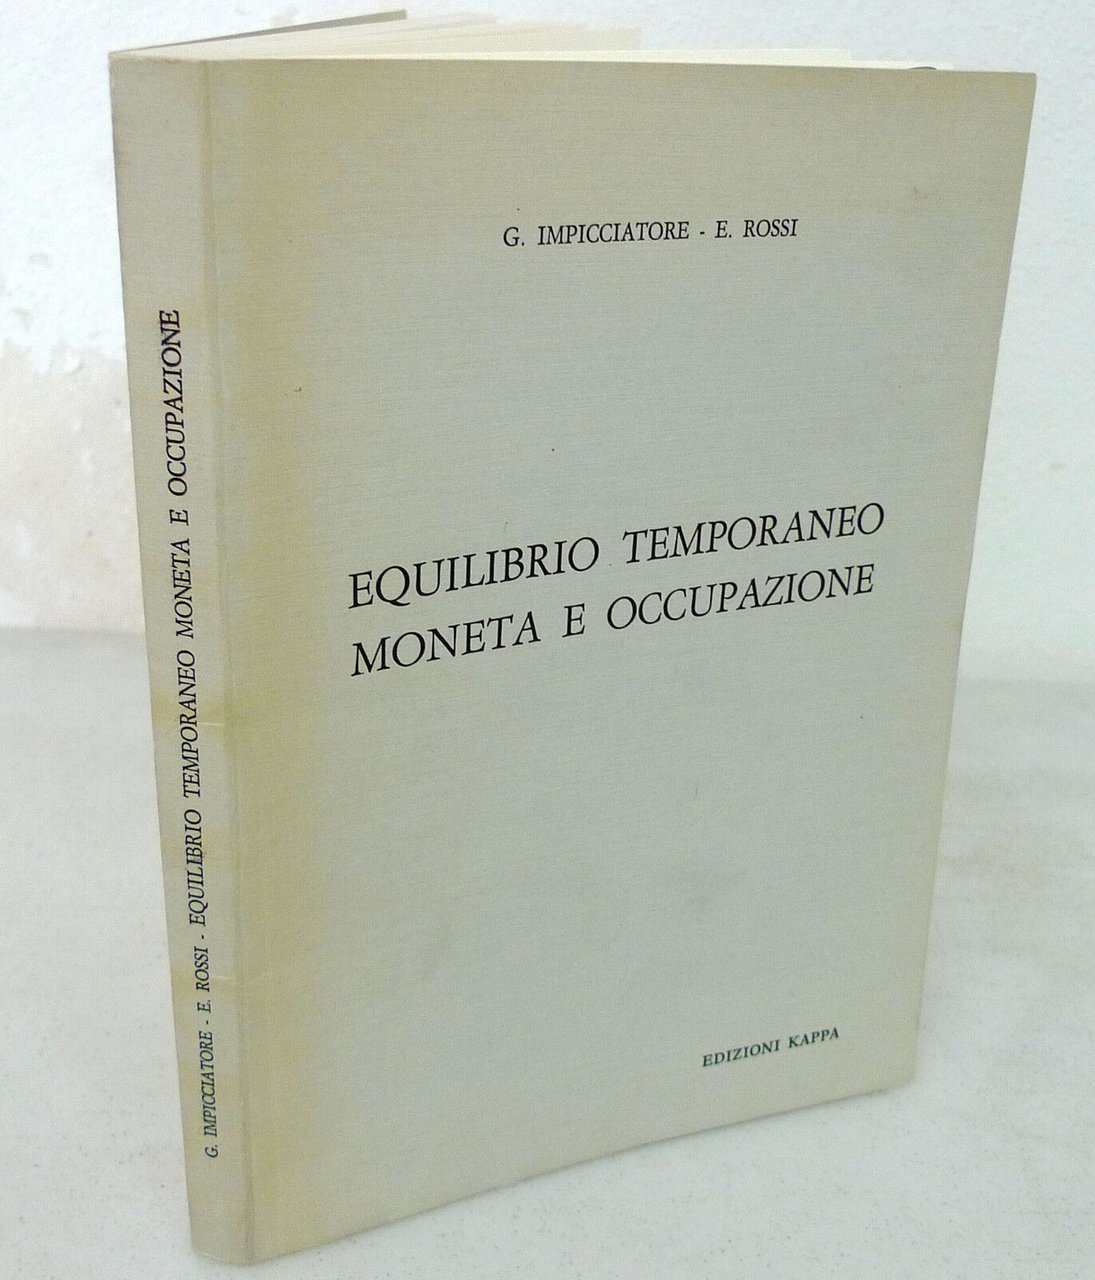 G. IMPICCIATORE - E. ROSSI
EQUILIBRIO TEMPORANEO
MONETA E OCCUPAZIONE
EDIZIONI KAPPA
G. IMPICCIATORE - E. ROSSI - EQUILIBRIO TEMPORANEO MONETA E OCCUPAZIONE